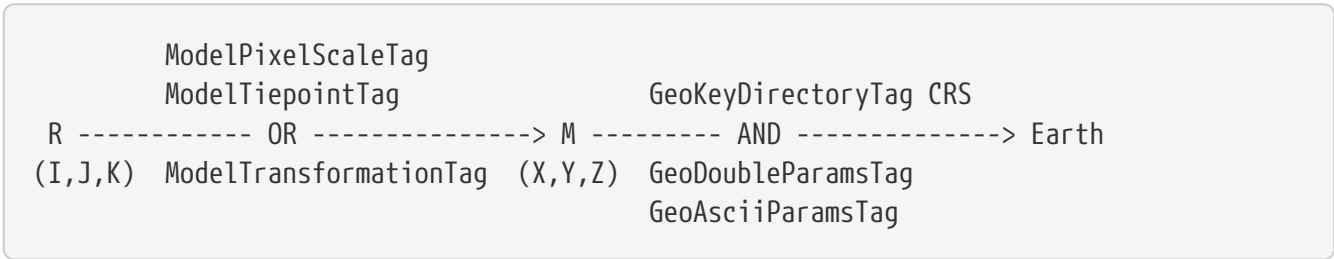 ModelPixelScaleTag
ModelTiepointTag GeoKeyDirectoryTag CRS
R ------------ OR ---------------> M --------- AND --------------> Earth
(I,J,K) ModelTransformationTag (X,Y,Z) GeoDoubleParamsTag
GeoAsciiParamsTag